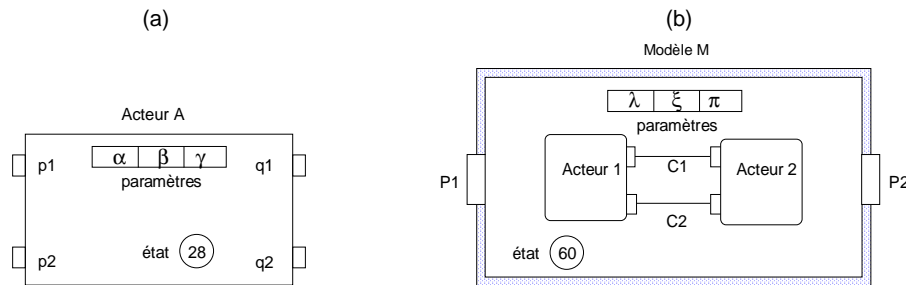 (a)
Acteur A
p1
α β γ
q1
paramètres
p2
état 28
q2
(b)
Modèle M
λ ξ π
paramètres
P1
Acteur 1
C1
Acteur 2
P2
C2
état 60